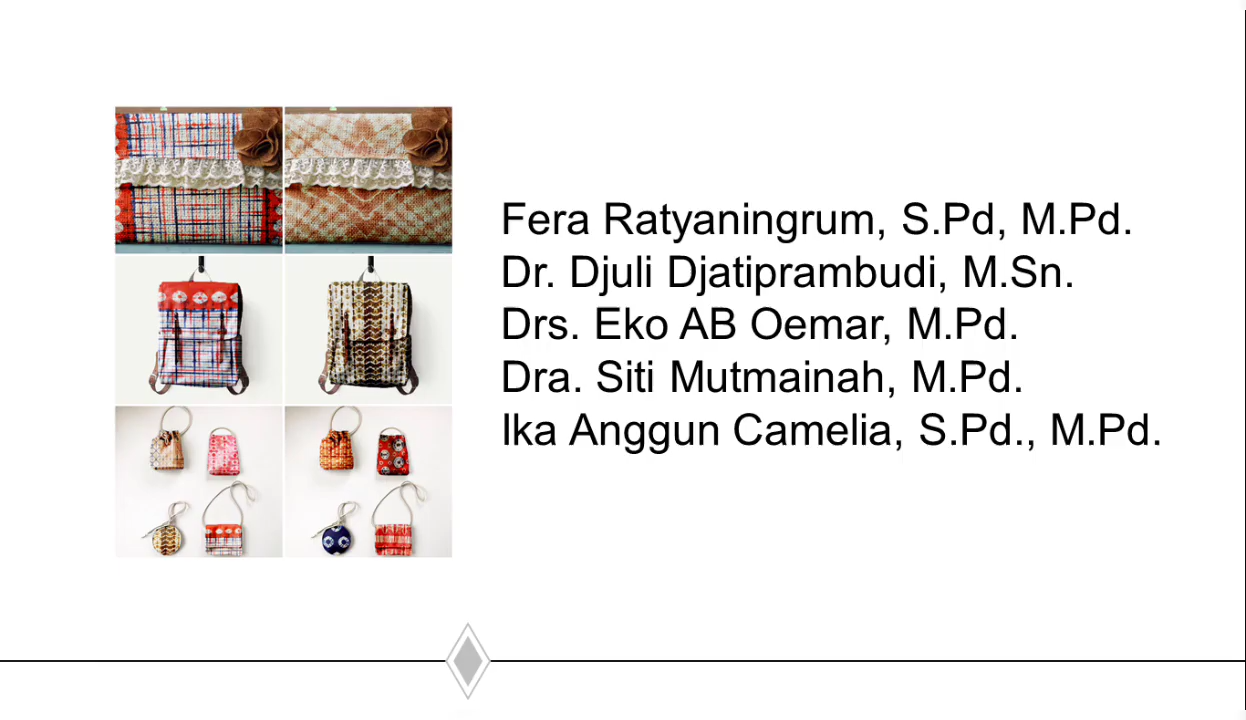 Fera Ratyaningrum, S.Pd, M.Pd.
Dr. Djuli Djatiprambudi, M.Sn.
Drs. Eko AB Oemar, M.Pd.
Dra. Siti Mutmainah, M.Pd.
Ika Anggun Camelia, S.Pd., M.Pd.